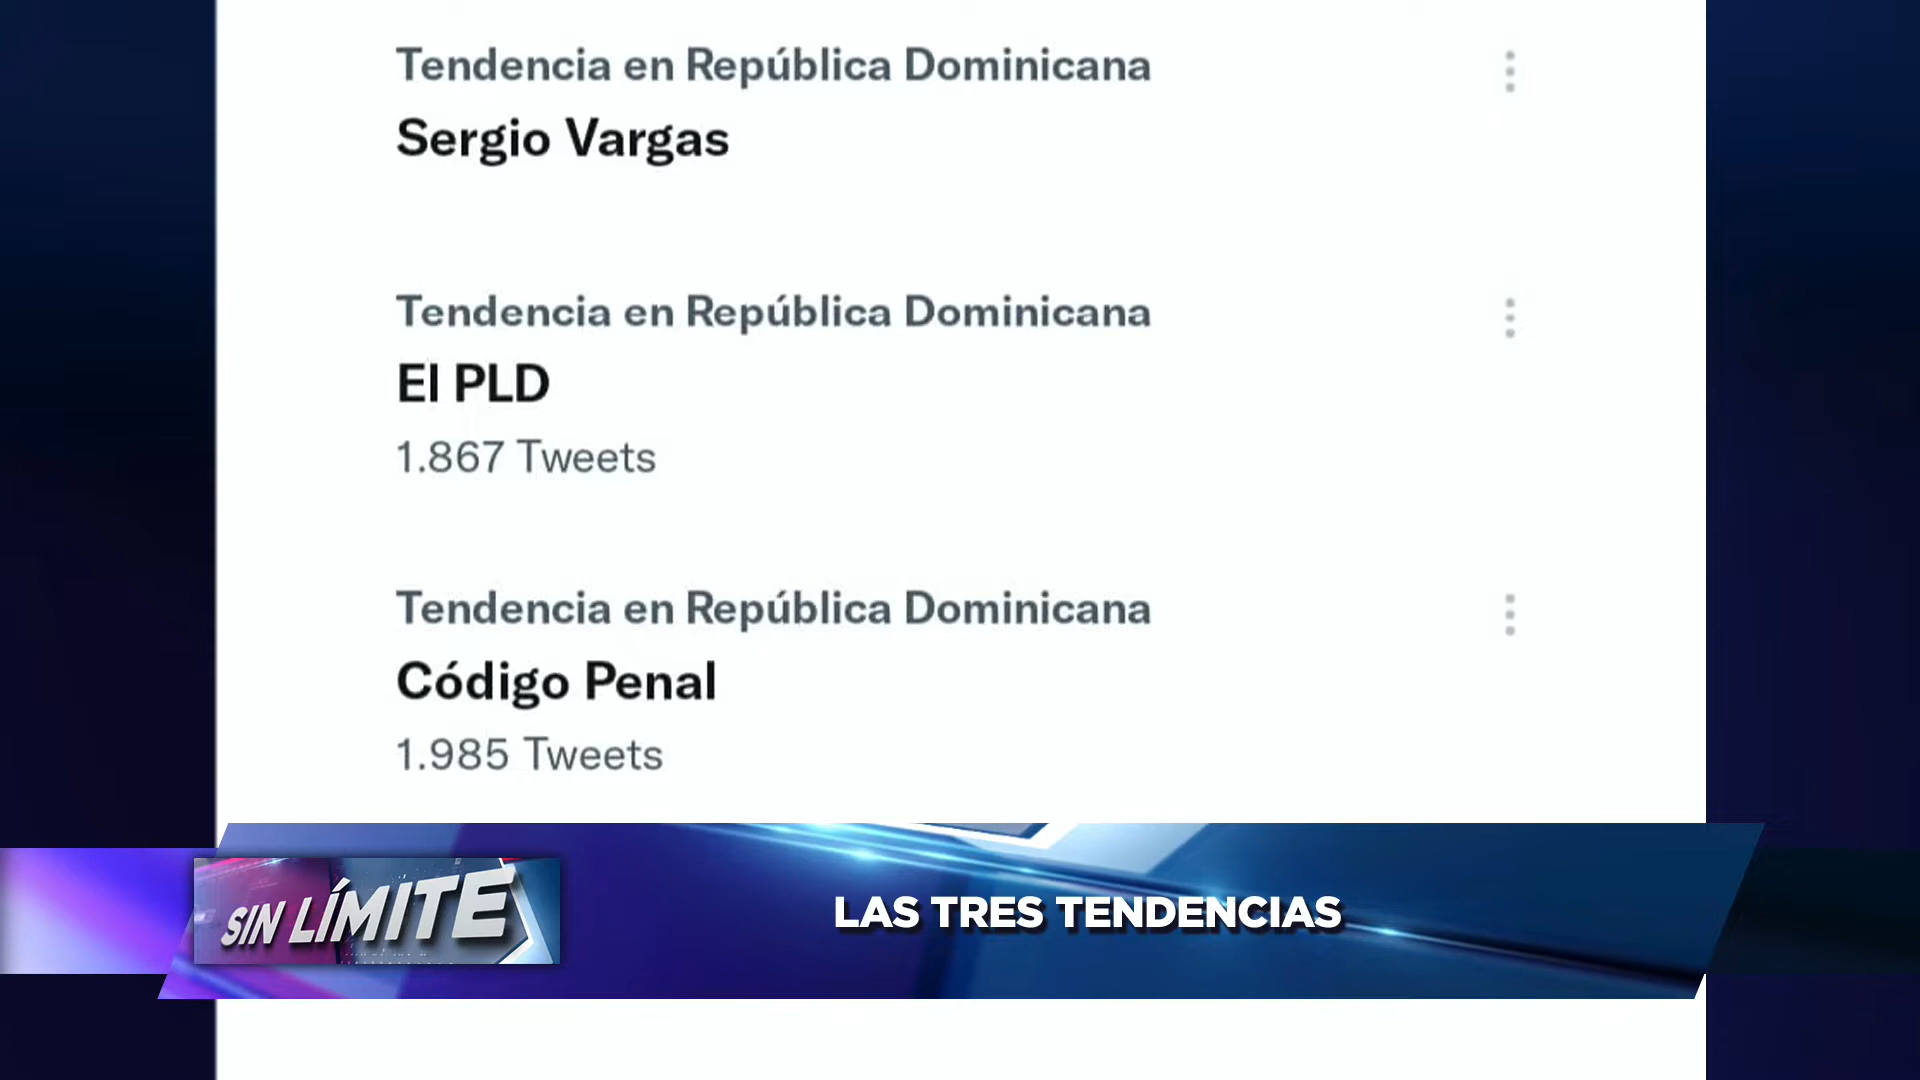 Tendencia en República Dominicana
Sergio Vargas
Tendencia en República Dominicana
El PLD
1.867 Tweets
Tendencia en República Dominicana
Código Penal
1.985 Tweets
SIN LÍMITE
LAS TRES TENDENCIAS